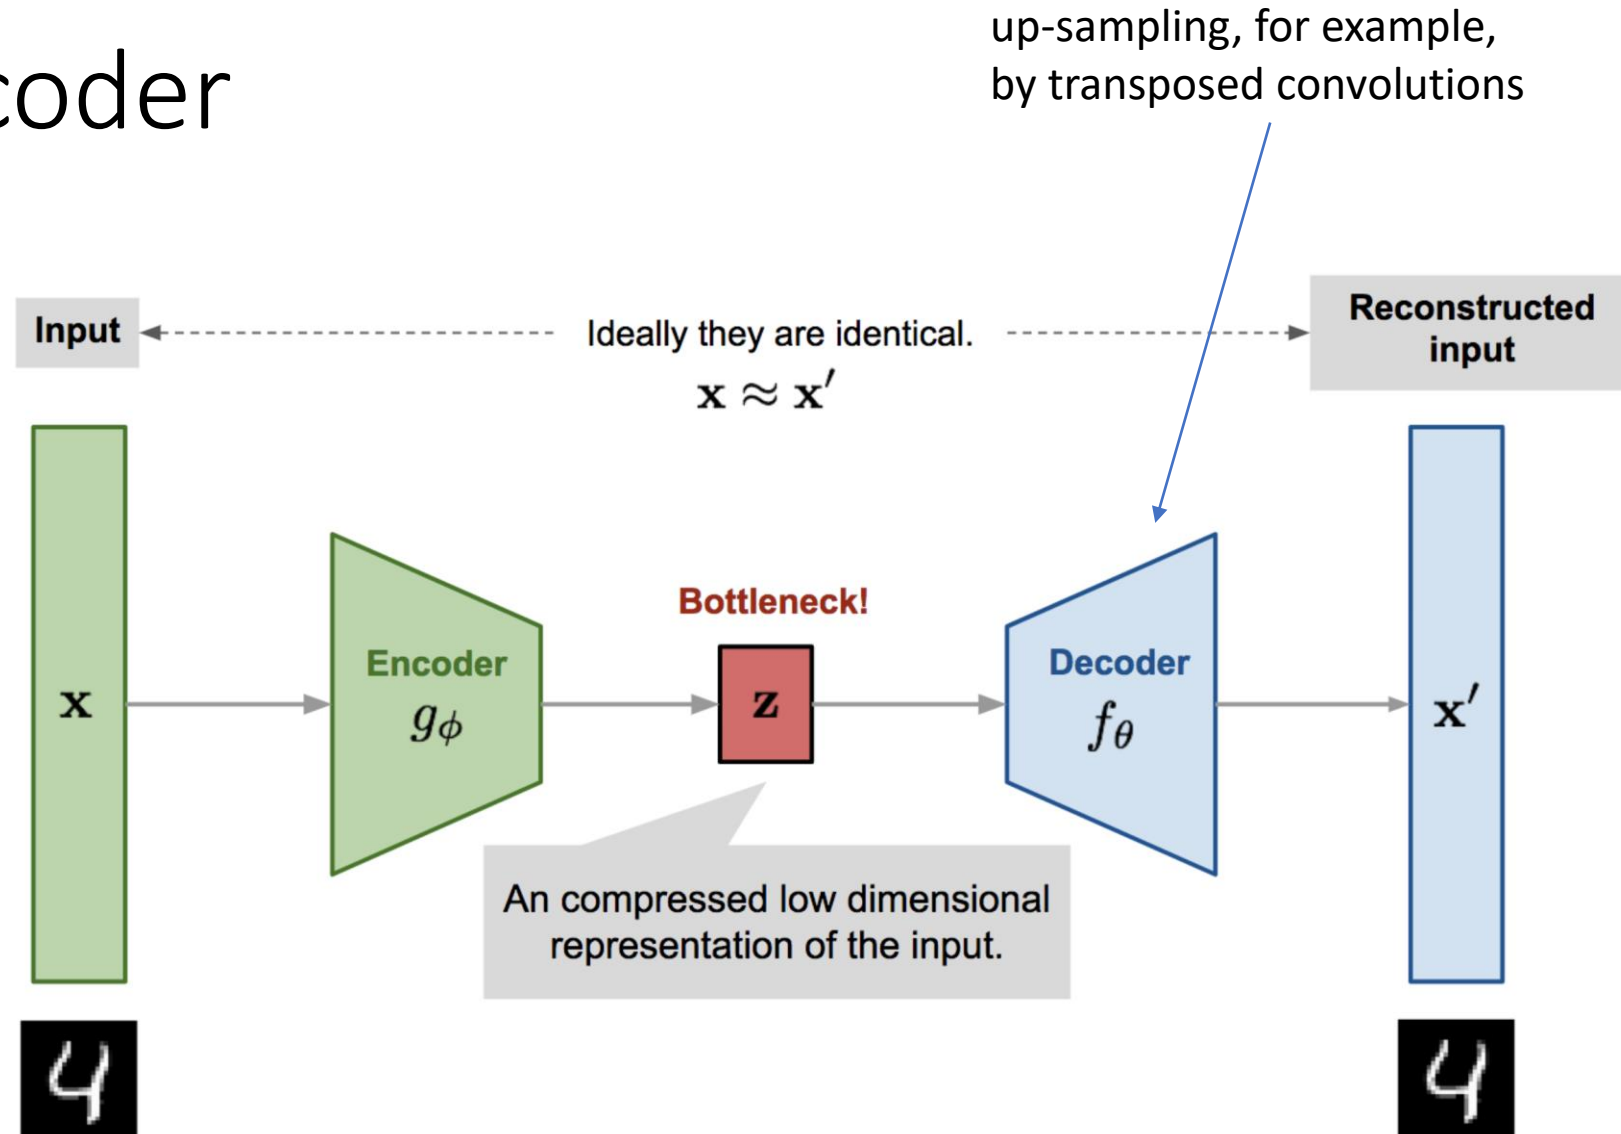 coder
up-sampling, for example,
by transposed convolutions
Input
Ideally they are identical.
x ≈ x′
Reconstructed
input
Bottleneck!
x
Encoder
gϕ
z
Decoder
fθ
x′
An compressed low dimensional
representation of the input.
4
4